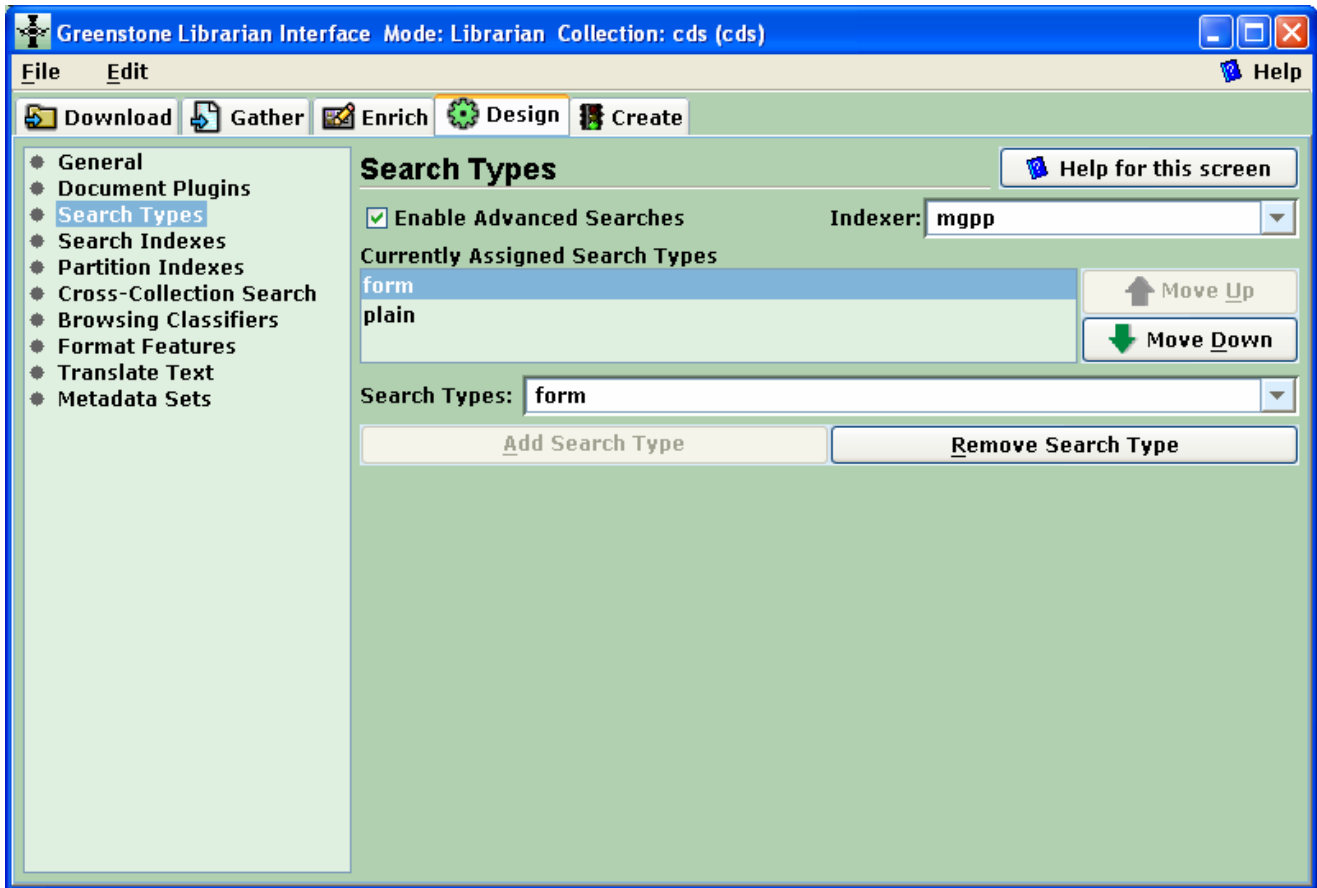 Greenstone Librarian Interface  Mode: Librarian  Collection: cds (cds)
File Edit Help
Download Gather Enrich Design Create
General
Document Plugins
Search Types
Search Indexes
Partition Indexes
Cross-Collection Search
Browsing Classifiers
Format Features
Translate Text
Metadata Sets
Search Types Help for this screen
Enable Advanced Searches Indexer: mgpp
Currently Assigned Search Types
form
plain
Move Up
Move Down
Search Types: form
Add Search Type Remove Search Type